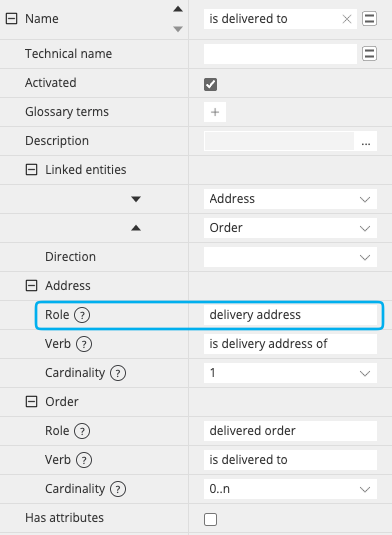 Name is delivered to
Technical name
Activated
Glossary terms +
Description ...
Linked entities
Address
Order
Direction
Address
Role ? delivery address
Verb ? is delivery address of
Cardinality ? 1
Order
Role ? delivered order
Verb ? is delivered to
Cardinality ? 0..n
Has attributes